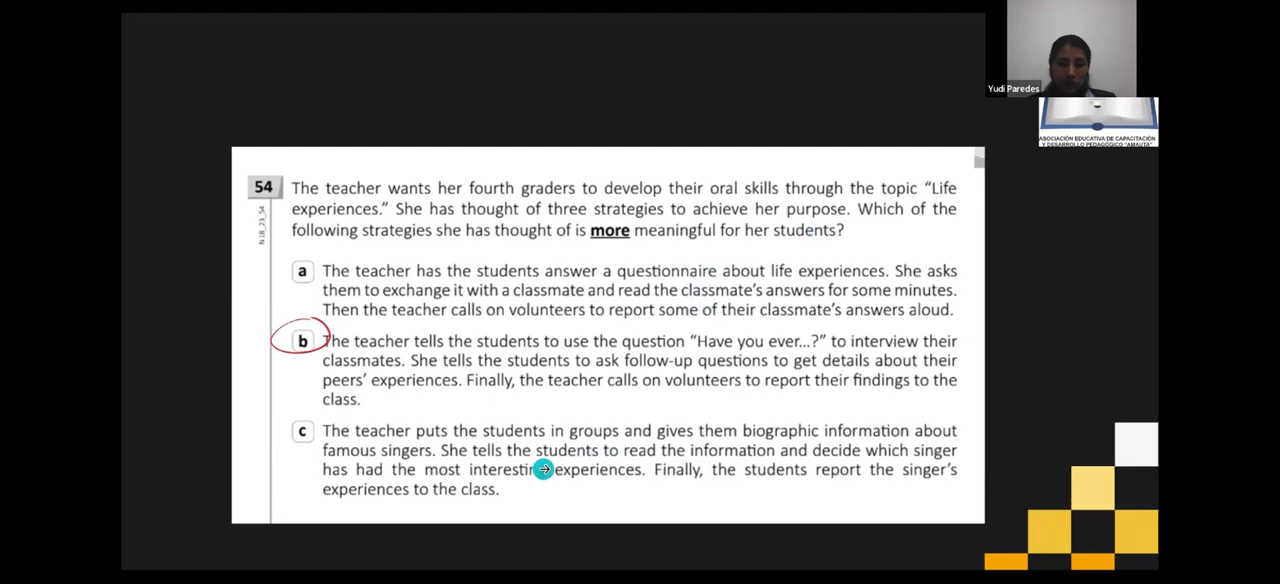 Yudi Paredes
ASOCIACIÓN EDUCATIVA DE CAPACITACIÓN
Y DESARROLLO PEDAGÓGICO "AMAUTA"
54
N18_23_54
The teacher wants her fourth graders to develop their oral skills through the topic “Life
experiences.” She has thought of three strategies to achieve her purpose. Which of the
following strategies she has thought of is more meaningful for her students?
a The teacher has the students answer a questionnaire about life experiences. She asks
them to exchange it with a classmate and read the classmate’s answers for some minutes.
Then the teacher calls on volunteers to report some of their classmate’s answers aloud.
b The teacher tells the students to use the question “Have you ever...?” to interview their
classmates. She tells the students to ask follow-up questions to get details about their
peers’ experiences. Finally, the teacher calls on volunteers to report their findings to the
class.
c The teacher puts the students in groups and gives them biographic information about
famous singers. She tells the students to read the information and decide which singer
has had the most interesting experiences. Finally, the students report the singer’s
experiences to the class.